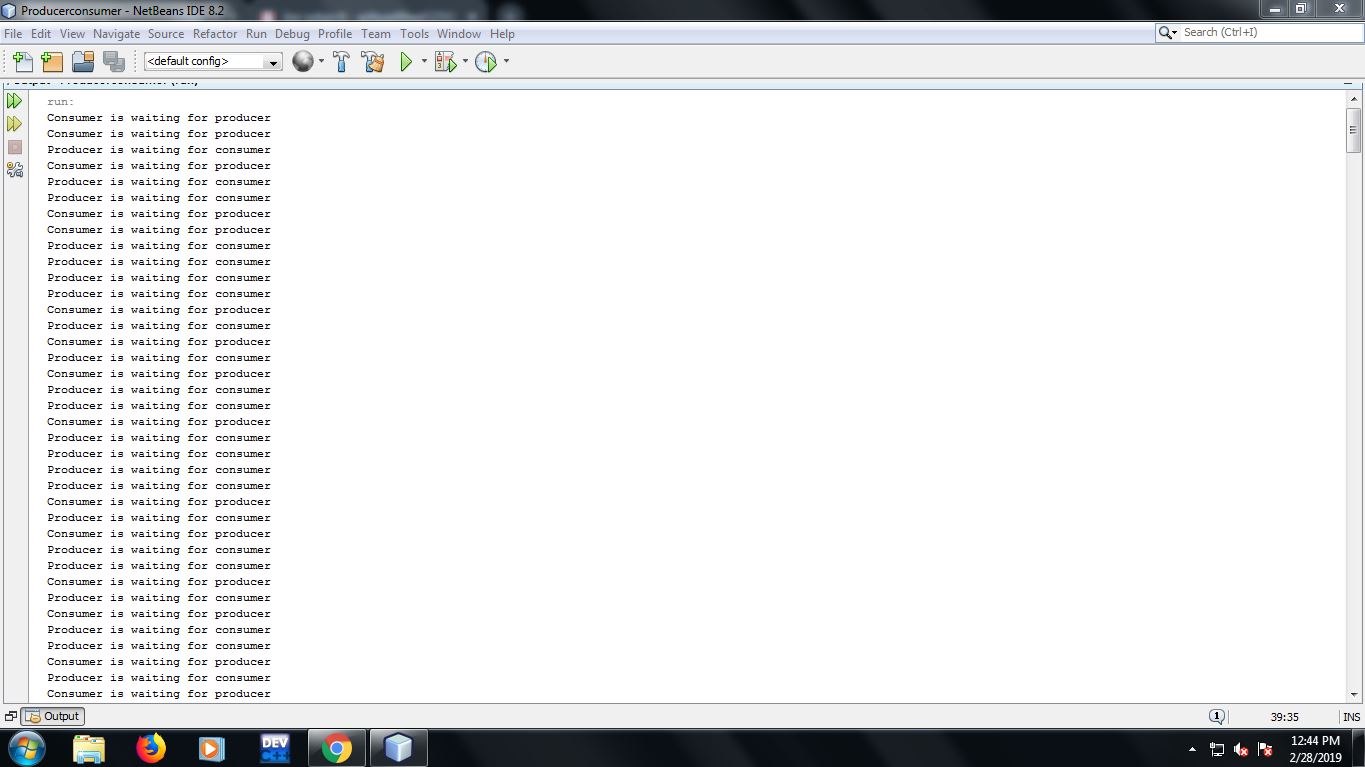 Producerconsumer - NetBeans IDE 8.2
File Edit View Navigate Source Refactor Run Debug Profile Team Tools Window Help
Search (Ctrl+I)
<default config>
run:
Consumer is waiting for producer
Consumer is waiting for producer
Producer is waiting for consumer
Consumer is waiting for producer
Producer is waiting for consumer
Producer is waiting for consumer
Consumer is waiting for producer
Consumer is waiting for producer
Producer is waiting for consumer
Producer is waiting for consumer
Producer is waiting for consumer
Producer is waiting for consumer
Consumer is waiting for producer
Producer is waiting for consumer
Consumer is waiting for producer
Producer is waiting for consumer
Consumer is waiting for producer
Producer is waiting for consumer
Producer is waiting for consumer
Consumer is waiting for producer
Producer is waiting for consumer
Producer is waiting for consumer
Producer is waiting for consumer
Producer is waiting for consumer
Consumer is waiting for producer
Producer is waiting for consumer
Consumer is waiting for producer
Producer is waiting for consumer
Producer is waiting for consumer
Consumer is waiting for producer
Producer is waiting for consumer
Consumer is waiting for producer
Producer is waiting for consumer
Producer is waiting for consumer
Consumer is waiting for producer
Producer is waiting for consumer
Consumer is waiting for producer
Output
1
39:35
INS
DEV
C++
12:44 PM
2/28/2019